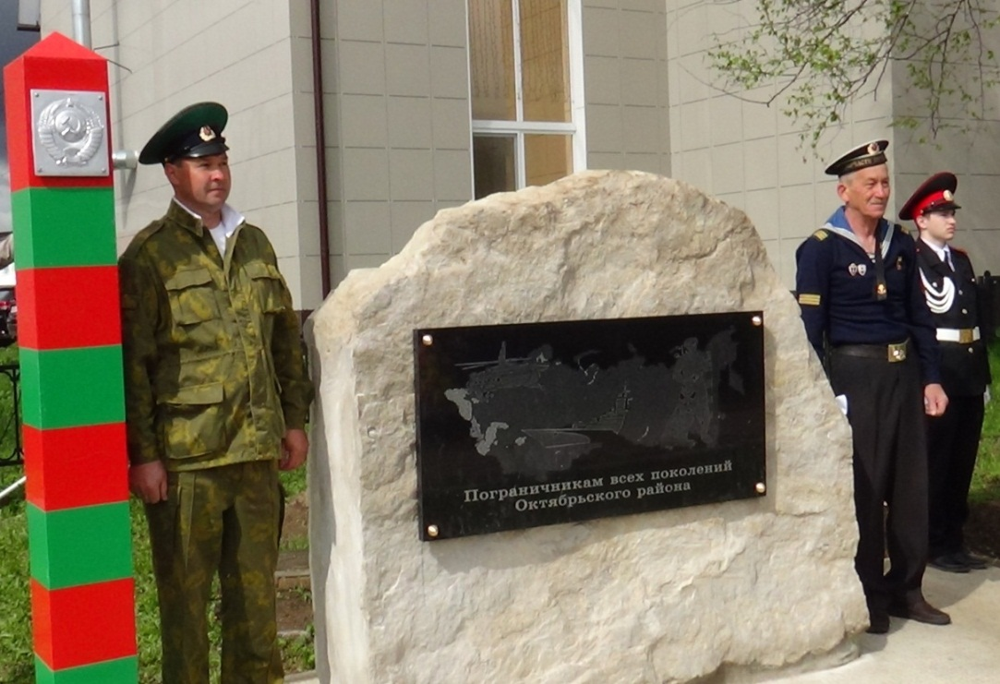 Пограничникам всех поколений
Октябрьского района